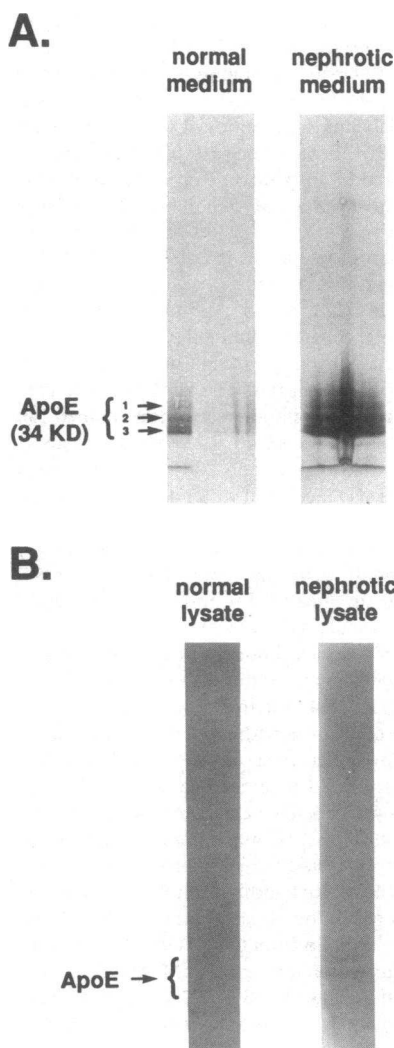 A.
normal medium
nephrotic medium
ApoE (34 KD)
1
2
3
B.
normal lysate
nephrotic lysate
ApoE